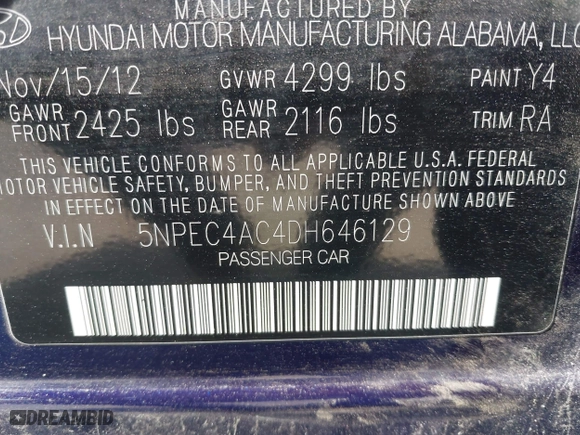 MANUFACTURED BY
HYUNDAI MOTOR MANUFACTURING ALABAMA, LLC
Nov/15/12 GVWR 4299 lbs PAINT Y4
GAWR FRONT 2425 lbs GAWR REAR 2116 lbs TRIM RA
THIS VEHICLE CONFORMS TO ALL APPLICABLE U.S.A. FEDERAL
MOTOR VEHICLE SAFETY, BUMPER, AND THEFT PREVENTION STANDARDS
IN EFFECT ON THE DATE OF MANUFACTURE SHOWN ABOVE
V.I.N 5NPEC4AC4DH646129
PASSENGER CAR
DREAMBID